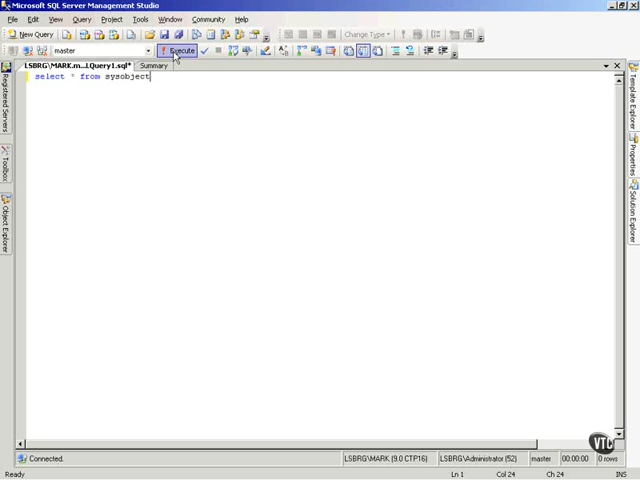 Microsoft SQL Server Management Studio
File Edit View Query Project Tools Window Community Help
New Query
master Execute Change Type
LSBRG\MARK.m...LQuery1.sql* Summary
select * from sysobject
Registered Servers
Toolbox
Object Explorer
Template Explorer
Properties
Solution Explorer
VTC
Connected. LSBRG\MARK (9.0 CTP16) LSBRG\Administrator (52) master 00:00:00 0 rows
Ready Ln 1 Col 24 Ch 24 INS